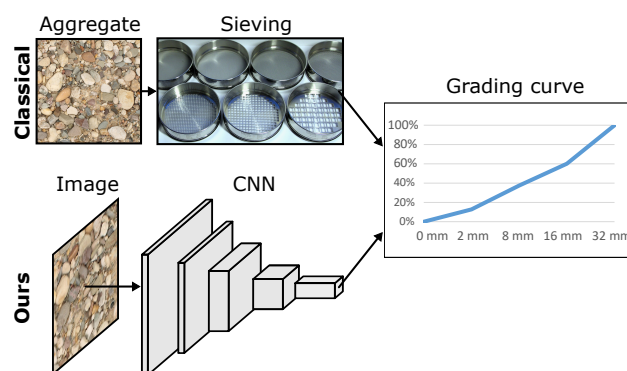 Aggregate
Sieving
Classical
Grading curve
100%
80%
60%
40%
20%
0%
0 mm
2 mm
8 mm
16 mm
32 mm
Image
CNN
Ours